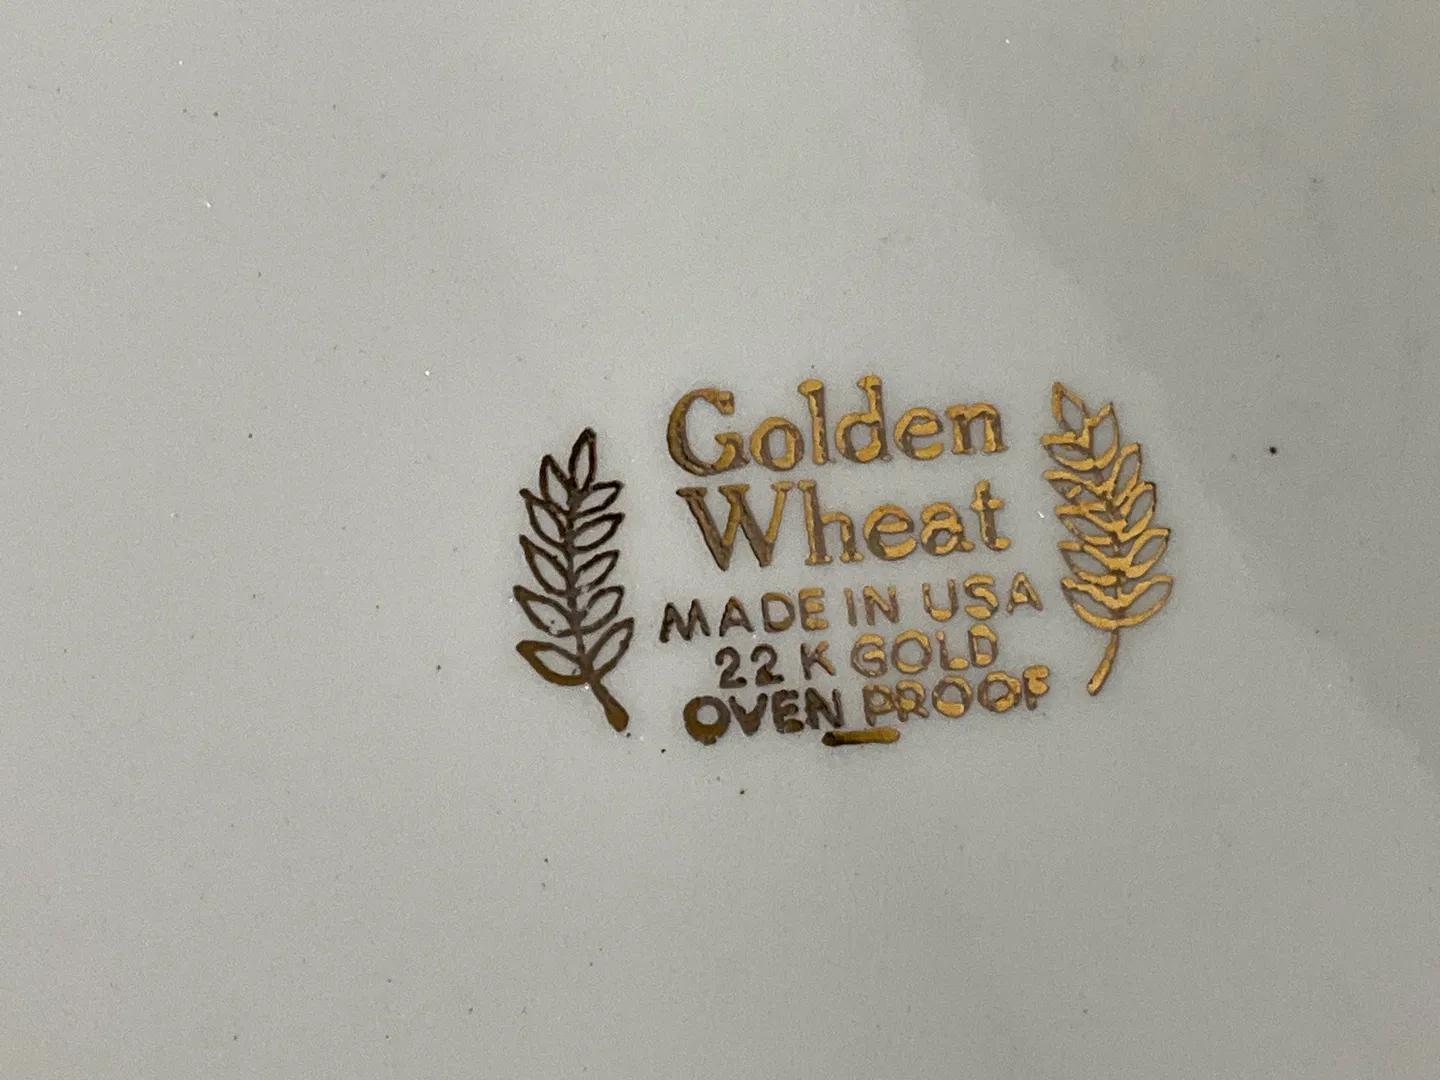 Golden
Wheat
MADE IN USA
22 K GOLD
OVEN PROOF